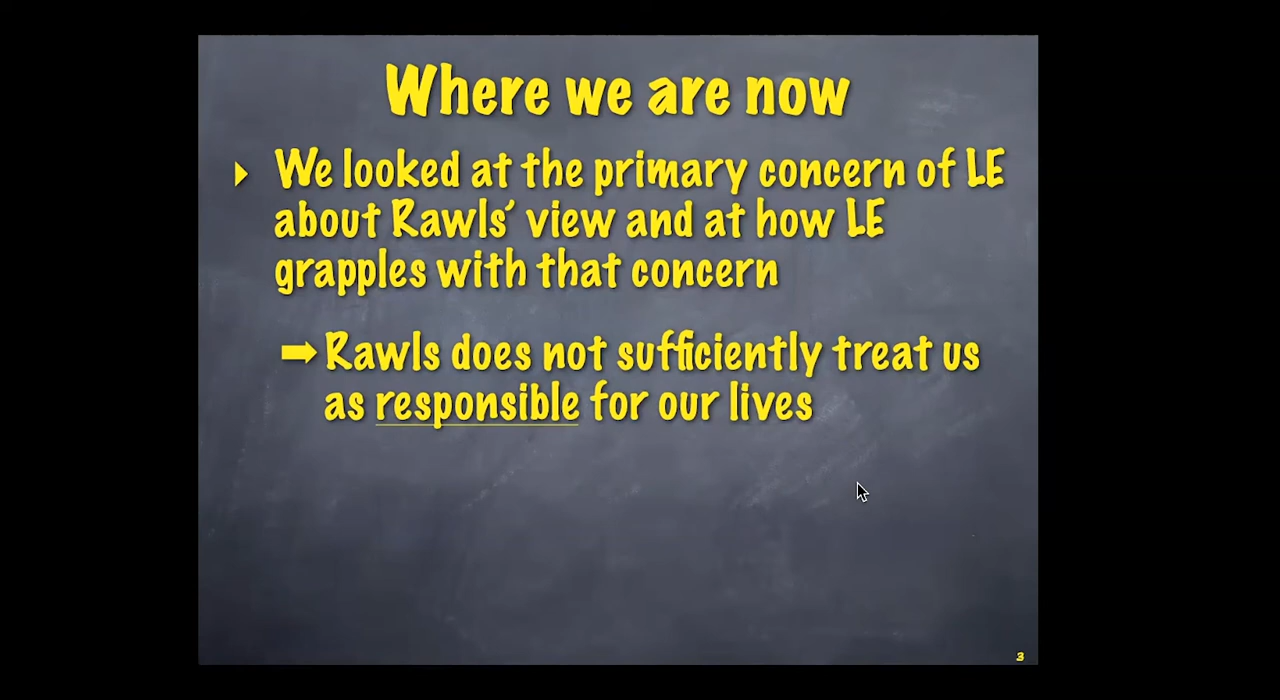 Where we are now
We looked at the primary concern of LE
about Rawls’ view and at how LE
grapples with that concern
Rawls does not sufficiently treat us
as responsible for our lives
3